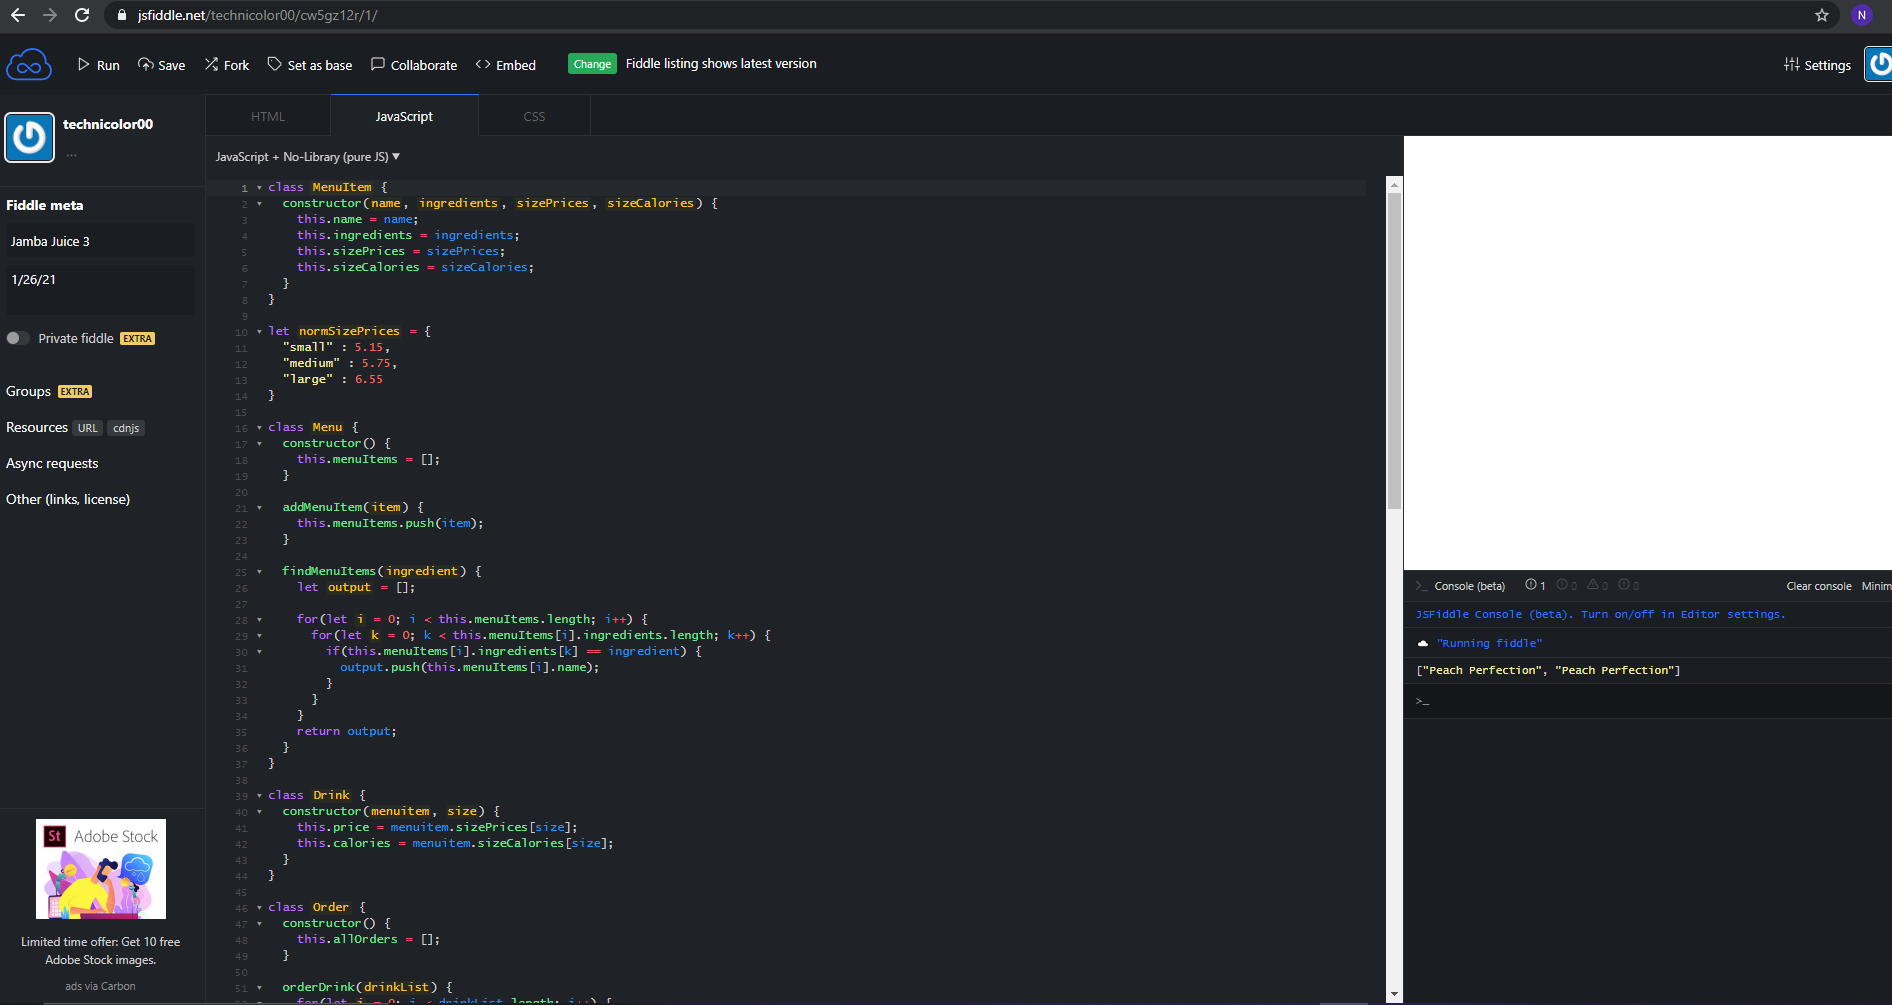 jsfiddle.net/technicolor00/cw5gz12r/1/
N
Run Save Fork Set as base Collaborate Embed Change Fiddle listing shows latest version Settings
technicolor00
...
Fiddle meta
Jamba Juice 3
1/26/21
Private fiddle EXTRA
Groups EXTRA
Resources URL cdnjs
Async requests
Other (links, license)
St Adobe Stock
Limited time offer: Get 10 free
Adobe Stock images.
ads via Carbon
HTML JavaScript CSS
JavaScript + No-Library (pure JS) ▼
1 class MenuItem {
2 constructor(name, ingredients, sizePrices, sizeCalories) {
3 this.name = name;
4 this.ingredients = ingredients;
5 this.sizePrices = sizePrices;
6 this.sizeCalories = sizeCalories;
7 }
8 }
9
10 let normSizePrices = {
11 "small" : 5.15,
12 "medium" : 5.75,
13 "large" : 6.55
14 }
15
16 class Menu {
17 constructor() {
18 this.menuItems = [];
19 }
20
21 addMenuItem(item) {
22 this.menuItems.push(item);
23 }
24
25 findMenuItems(ingredient) {
26 let output = [];
27
28 for(let i = 0; i < this.menuItems.length; i++) {
29 for(let k = 0; k < this.menuItems[i].ingredients.length; k++) {
30 if(this.menuItems[i].ingredients[k] == ingredient) {
31 output.push(this.menuItems[i].name);
32 }
33 }
34 }
35 return output;
36 }
37 }
38
39 class Drink {
40 constructor(menuitem, size) {
41 this.price = menuitem.sizePrices[size];
42 this.calories = menuitem.sizeCalories[size];
43 }
44 }
45
46 class Order {
47 constructor() {
48 this.allOrders = [];
49 }
50
51 orderDrink(drinkList) {
for(let i = 0; i < drinkList.length; i++) {
>_ Console (beta) 1 0 0 0 Clear console Minim
JSFiddle Console (beta). Turn on/off in Editor settings.
"Running fiddle"
["Peach Perfection", "Peach Perfection"]
>_